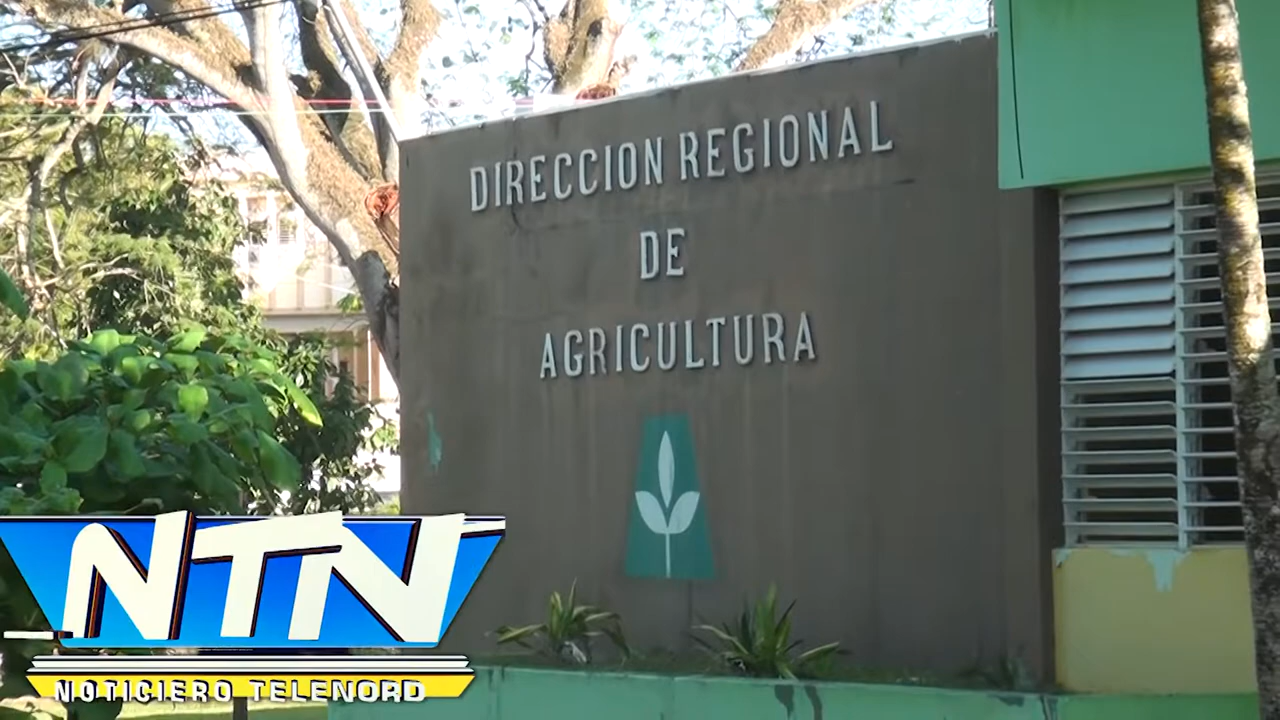 DIRECCION REGIONAL
DE
AGRICULTURA
NTN
NOTICIERO TELENORD